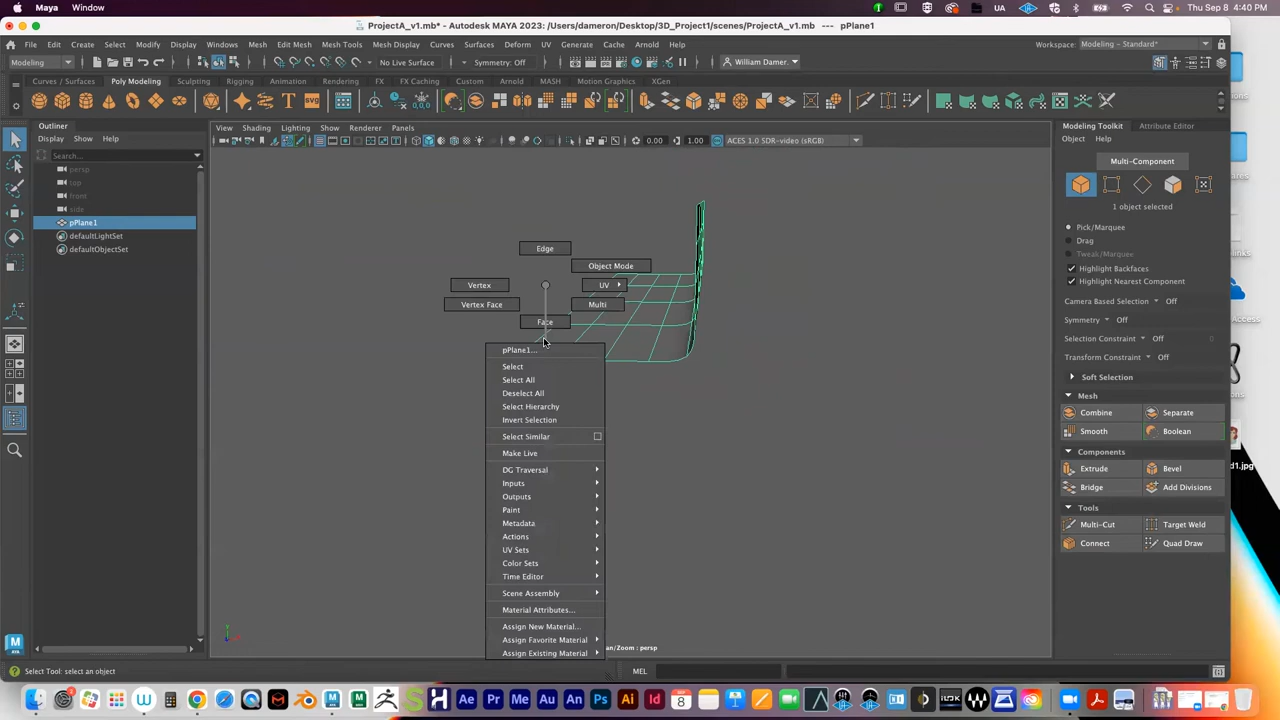 Maya Window UA Thu Sep 8 4:40 PM
ProjectA_v1.mb* - Autodesk MAYA 2023: /Users/dameron/Desktop/3D_Project1/scenes/ProjectA_v1.mb --- pPlane1
File Edit Create Select Modify Display Windows Mesh Edit Mesh Mesh Tools Mesh Display Curves Surfaces Deform UV Generate Cache Arnold Help
Workspace: Modeling - Standard*
Modeling No Live Surface Symmetry: Off William Damer..
Curves / Surfaces Poly Modeling Sculpting Rigging Animation Rendering FX FX Caching Custom Arnold MASH Motion Graphics XGen
Outliner
Display Show Help
Search...
persp
top
front
side
pPlane1
defaultLightSet
defaultObjectSet
View Shading Lighting Show Renderer Panels
0.00 1.00 ACES 1.0 SDR-video (sRGB)
Edge
Object Mode
Vertex
UV
Vertex Face
Multi
Face
pPlane1...
Select
Select All
Deselect All
Select Hierarchy
Invert Selection
Select Similar
Make Live
DG Traversal
Inputs
Outputs
Paint
Metadata
Actions
UV Sets
Color Sets
Time Editor
Scene Assembly
Material Attributes...
Assign New Material...
Assign Favorite Material
Assign Existing Material
an/Zoom : persp
Modeling Toolkit Attribute Editor
Object Help
Multi-Component
1 object selected
Pick/Marquee
Drag
Tweak/Marquee
Highlight Backfaces
Highlight Nearest Component
Camera Based Selection Off
Symmetry: Off
Selection Constraint Off
Transform Constraint Off
Soft Selection
Mesh
Combine Separate
Smooth Boolean
Components
Extrude Bevel
Bridge Add Divisions
Tools
Multi-Cut Target Weld
Connect Quad Draw
Select Tool: select an object
MEL